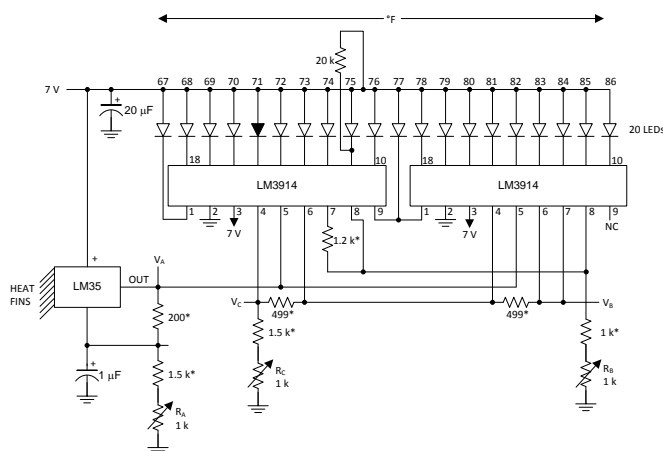 °F
20 k
67 68 69 70 71 72 73 74 75 76 77 78 79 80 81 82 83 84 85 86
7 V
+
20 μF
20 LEDs
18 10 18 10
LM3914 LM3914
1 2 3 4 5 6 7 8 9 1 2 3 4 5 6 7 8 9
7 V 7 V NC
1.2 k*
+
HEAT FINS
LM35
OUT
VA
VC
499*
499*
VB
200*
1.5 k*
1 k*
+
1 μF
1.5 k*
RC
1 k
RB
1 k
RA
1 k